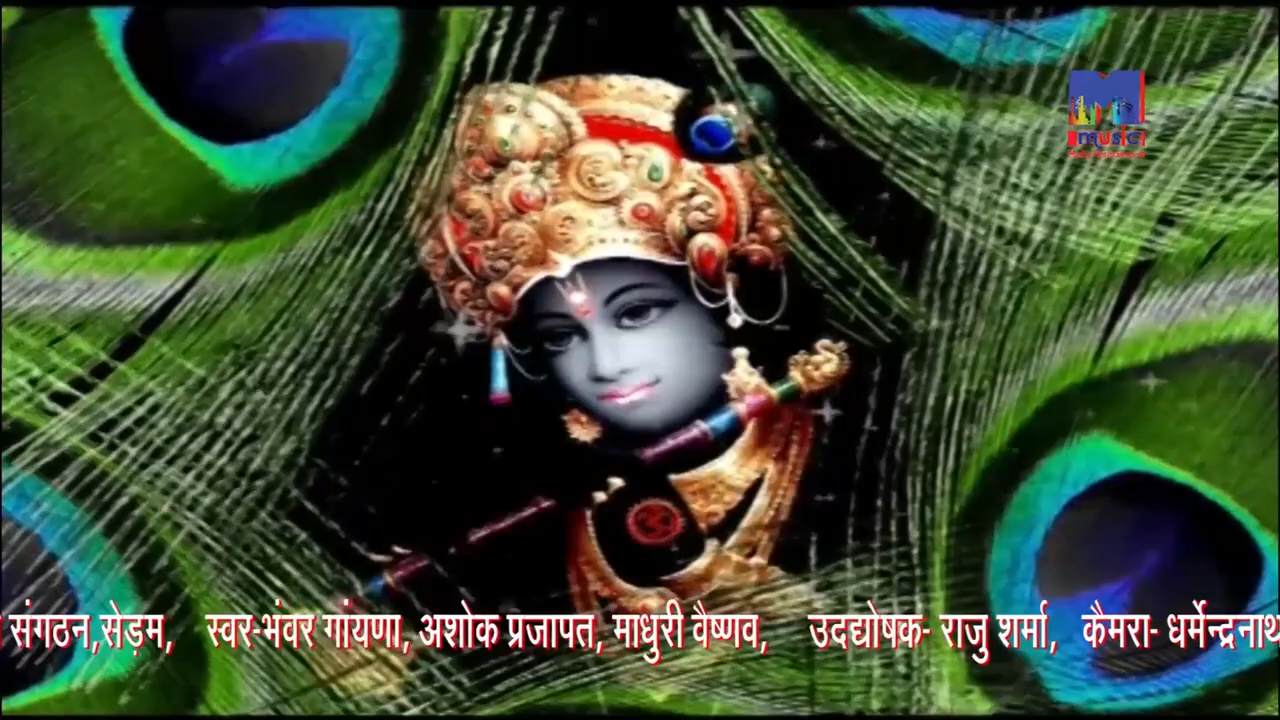 music
संगठन,सेड़म, स्वर-भंवर गांयणा, अशोक प्रजापत, माधुरी वैष्णव, उदद्योषक- राजु शर्मा, कैमरा- धर्मेन्द्रनाथ